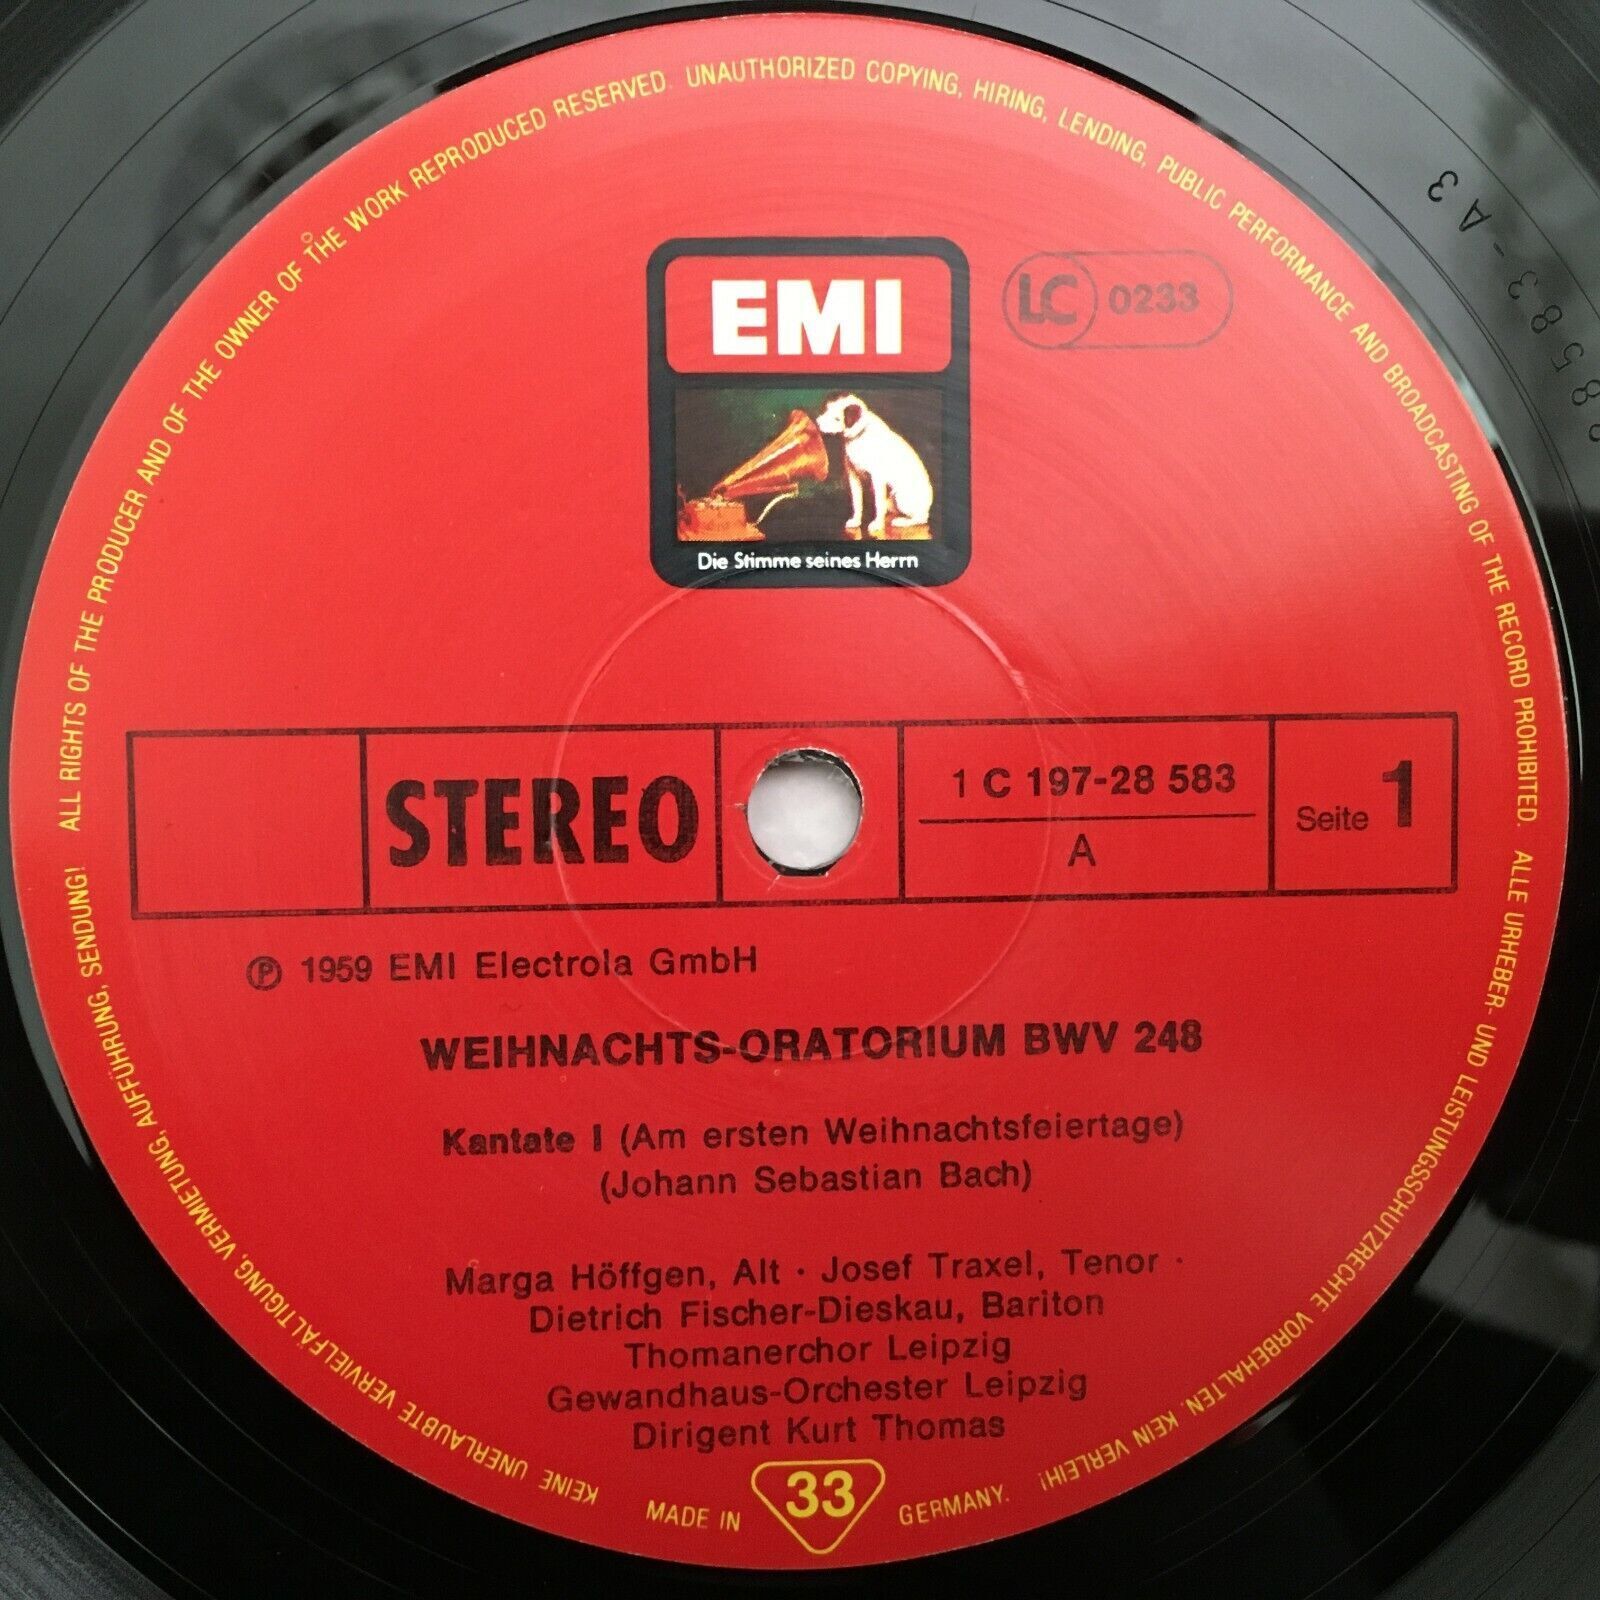 ALL RIGHTS OF THE PRODUCER AND OF THE OWNER OF THE WORK REPRODUCED RESERVED. UNAUTHORIZED COPYING, HIRING, LENDING, PUBLIC PERFORMANCE AND BROADCASTING OF THE RECORD PROHIBITED.
ALLE URHEBER- UND LEISTUNGSSCHUTZRECHTE VORBEHALTEN. KEIN VERLEIH! KEINE UNERLAUBTE VERVIELFÄLTIGUNG, VERMIETUNG, AUFFÜHRUNG, SENDUNG!
EMI
LC 0233
Die Stimme seines Herrn
STEREO
1 C 197-28 583
A
Seite 1
℗ 1959 EMI Electrola GmbH
WEIHNACHTS-ORATORIUM BWV 248
Kantate I (Am ersten Weihnachtsfeiertage)
(Johann Sebastian Bach)
Marga Höffgen, Alt · Josef Traxel, Tenor ·
Dietrich Fischer-Dieskau, Bariton
Thomanerchor Leipzig
Gewandhaus-Orchester Leipzig
Dirigent Kurt Thomas
MADE IN 33 GERMANY.
28583-A3